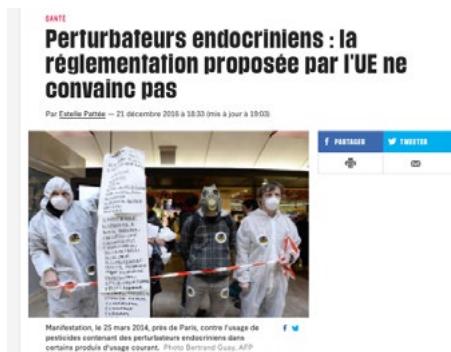 SANTÉ
Perturbateurs endocriniens : la
réglementation proposée par l'UE ne
convainc pas
Par Estelle Pattée — 21 décembre 2016 à 18:33 (mis à jour à 19:03)
PARTAGER
TWEETER
Manifestation, le 25 mars 2014, près de Paris, contre l'usage de
pesticides contenant des perturbateurs endocriniens dans
certains produis d'usage courant. Photo Bertrand Guay, AFP